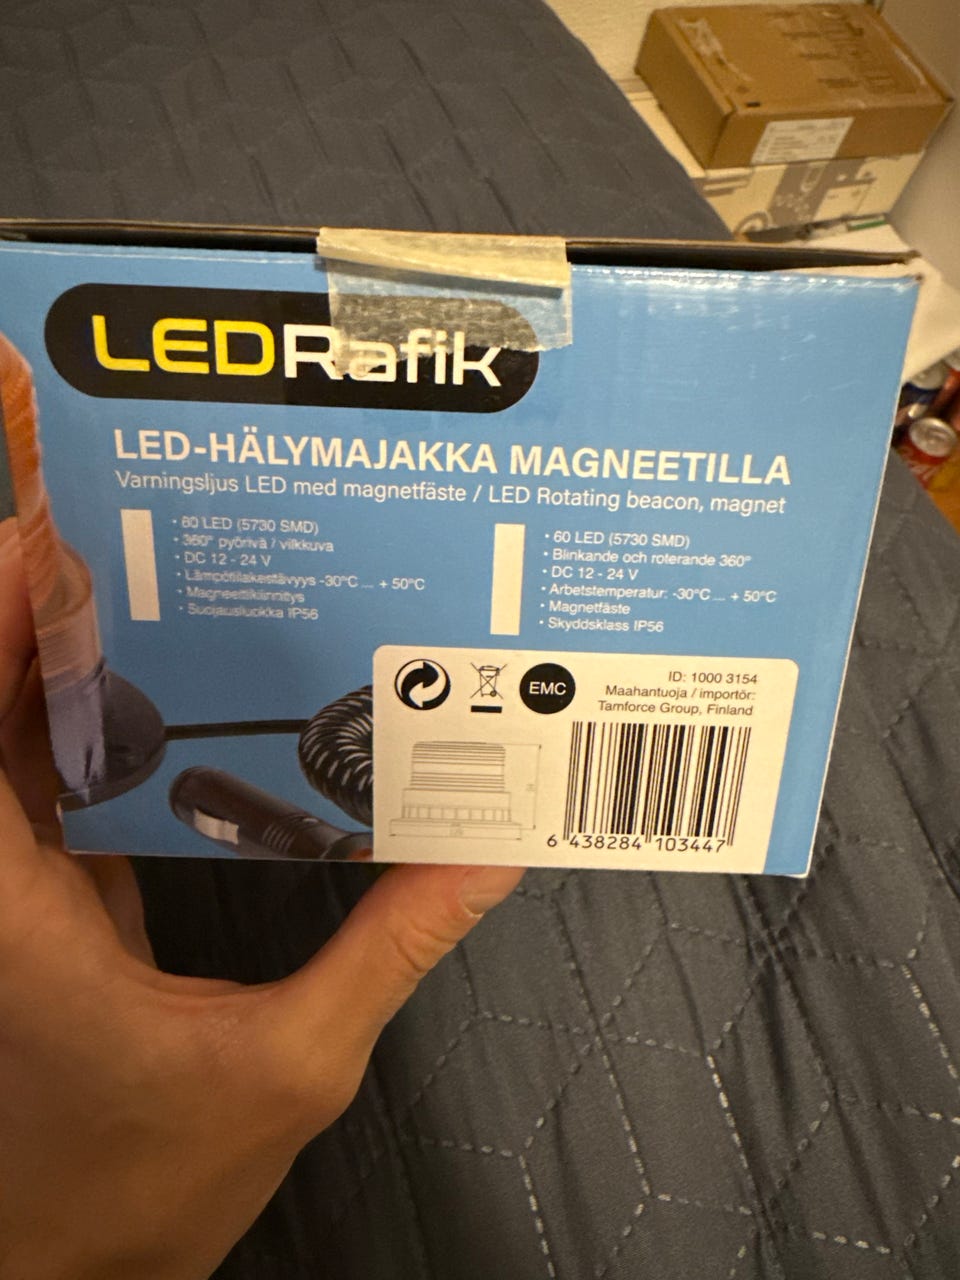 LEDRafik
LED-HÄLYMAJAKKA MAGNEETILLA
Varningsljus LED med magnetfäste / LED Rotating beacon, magnet
• 60 LED (5730 SMD)
• 360° pyörivä / vilkkuva
• DC 12 - 24 V
• Lämpötilakestävyys -30°C ... + 50°C
• Magneettikiinnitys
• Suojausluokka IP56
• 60 LED (5730 SMD)
• Blinkande och roterande 360°
• DC 12 - 24 V
• Arbetstemperatur: -30°C ... + 50°C
• Magnetfäste
• Skyddsklass IP56
EMC
ID: 1000 3154
Maahantuoja / importör:
Tamforce Group, Finland
6 438284 103447